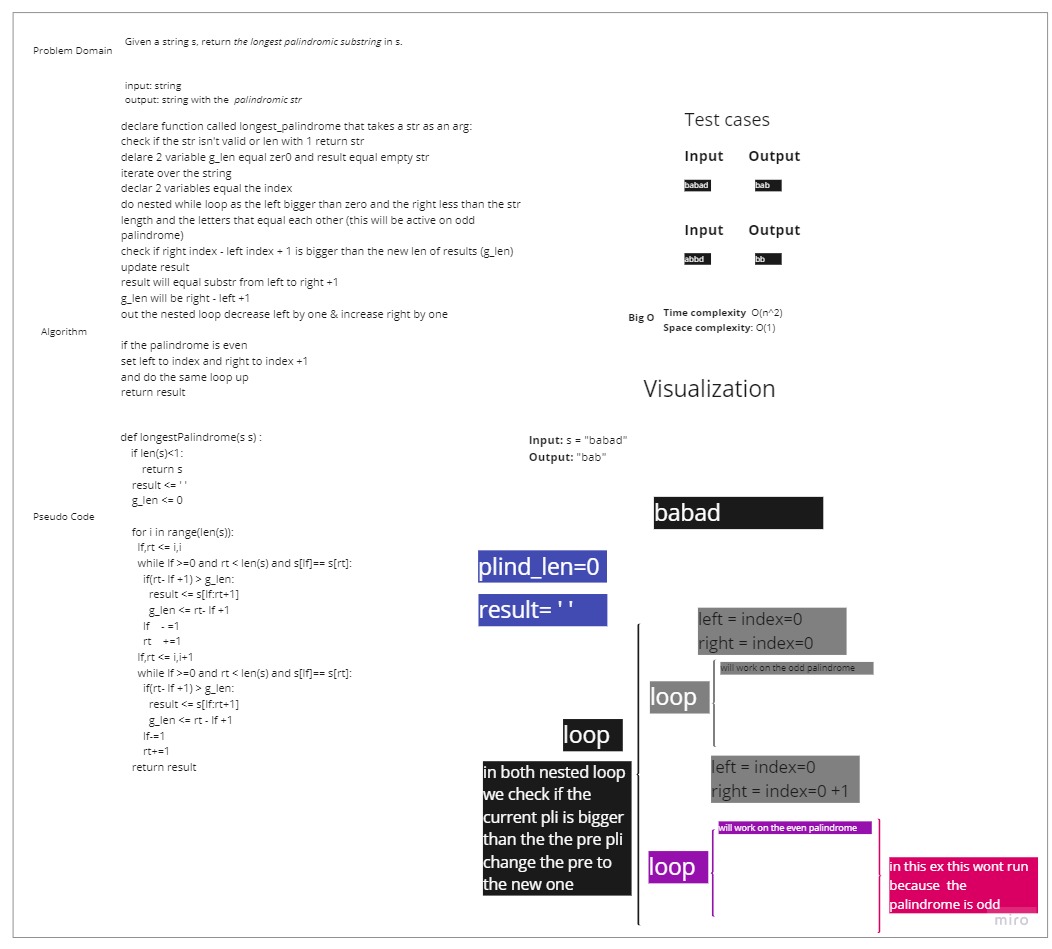 Problem Domain
Given a string s, return the longest palindromic substring in s.
input: string
output: string with the palindromic str
Algorithm
declare function called longest_palindrome that takes a str as an arg:
check if the str isn't valid or len with 1 return str
delare 2 variable g_len equal zer0 and result equal empty str
iterate over the string
declar 2 variables equal the index
do nested while loop as the left bigger than zero and the right less than the str
length and the letters that equal each other (this will be active on odd
palindrome)
check if right index - left index + 1 is bigger than the new len of results (g_len)
update result
result will equal substr from left to right +1
g_len will be right - left +1
out the nested loop decrease left by one & increase right by one
if the palindrome is even
set left to index and right to index +1
and do the same loop up
return result
Pseudo Code
def longestPalindrome(s s) :
if len(s)<1:
return s
result <= ' '
g_len <= 0
for i in range(len(s)):
lf,rt <= i,i
while lf >=0 and rt < len(s) and s[lf]== s[rt]:
if(rt- lf +1) > g_len:
result <= s[lf:rt+1]
g_len <= rt- lf +1
lf - =1
rt +=1
lf,rt <= i,i+1
while lf >=0 and rt < len(s) and s[lf]== s[rt]:
if(rt- lf +1) > g_len:
result <= s[lf:rt+1]
g_len <= rt - lf +1
lf-=1
rt+=1
return result
Test cases
Input Output
babad bab
Input Output
abbd bb
Big O
Time complexity O(n^2)
Space complexity: O(1)
Visualization
Input: s = "babad"
Output: "bab"
babad
plind_len=0
result= ' '
left = index=0
right = index=0
will work on the odd palindrome
loop
loop
in both nested loop
we check if the
current pli is bigger
than the the pre pli
change the pre to
the new one
left = index=0
right = index=0 +1
will work on the even palindrome
loop
in this ex this wont run
because the
palindrome is odd
miro